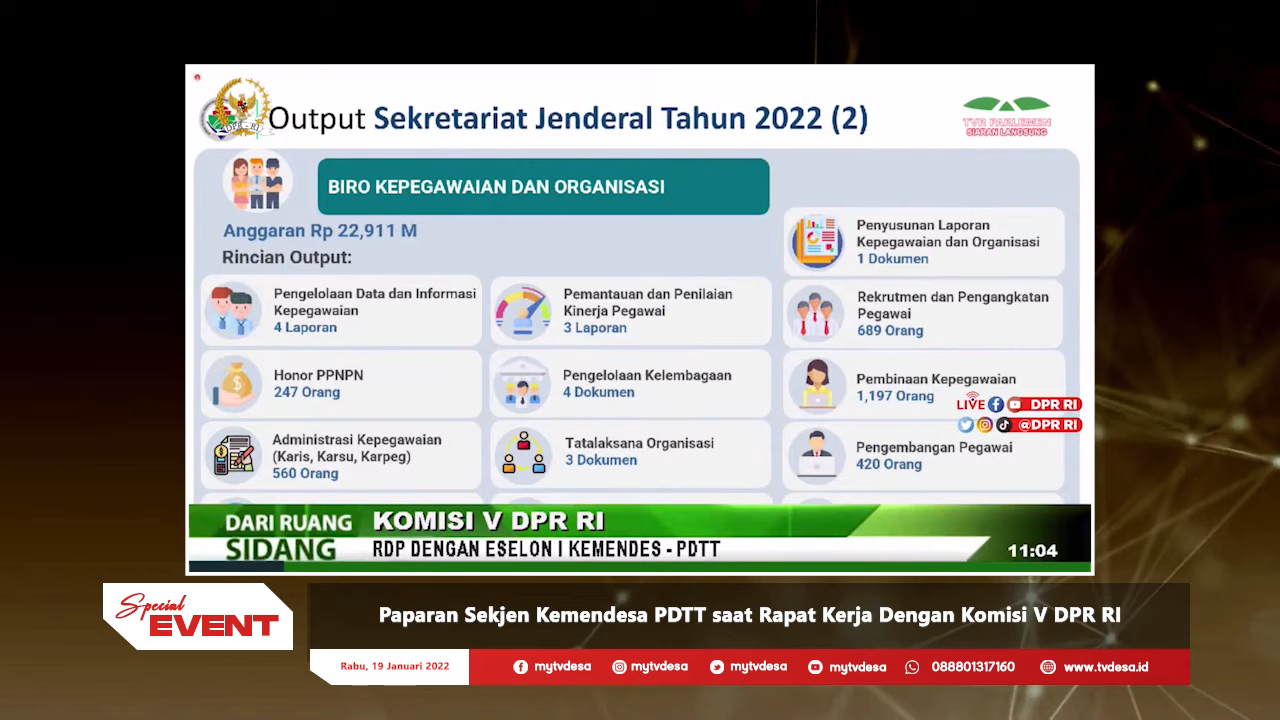 Output Sekretariat Jenderal Tahun 2022 (2)
DPR - RI
TVR PARLEMEN
SIARAN LANGSUNG
BIRO KEPEGAWAIAN DAN ORGANISASI
Anggaran Rp 22,911 M
Rincian Output:
Pengelolaan Data dan Informasi
Kepegawaian
4 Laporan
Honor PPNPN
247 Orang
Administrasi Kepegawaian
(Karis, Karsu, Karpeg)
560 Orang
Pemantauan dan Penilaian
Kinerja Pegawai
3 Laporan
Pengelolaan Kelembagaan
4 Dokumen
Tatalaksana Organisasi
3 Dokumen
Penyusunan Laporan
Kepegawaian dan Organisasi
1 Dokumen
Rekrutmen dan Pengangkatan
Pegawai
689 Orang
Pembinaan Kepegawaian
1,197 Orang
Pengembangan Pegawai
420 Orang
LIVE DPR RI
@DPR RI
DARI RUANG
SIDANG
KOMISI V DPR RI
RDP DENGAN ESELON I KEMENDES - PDTT
11:04
Special
EVENT
Paparan Sekjen Kemendesa PDTT saat Rapat Kerja Dengan Komisi V DPR RI
Rabu, 19 Januari 2022
mytvdesa mytvdesa mytvdesa mytvdesa 088801317160 www.tvdesa.id